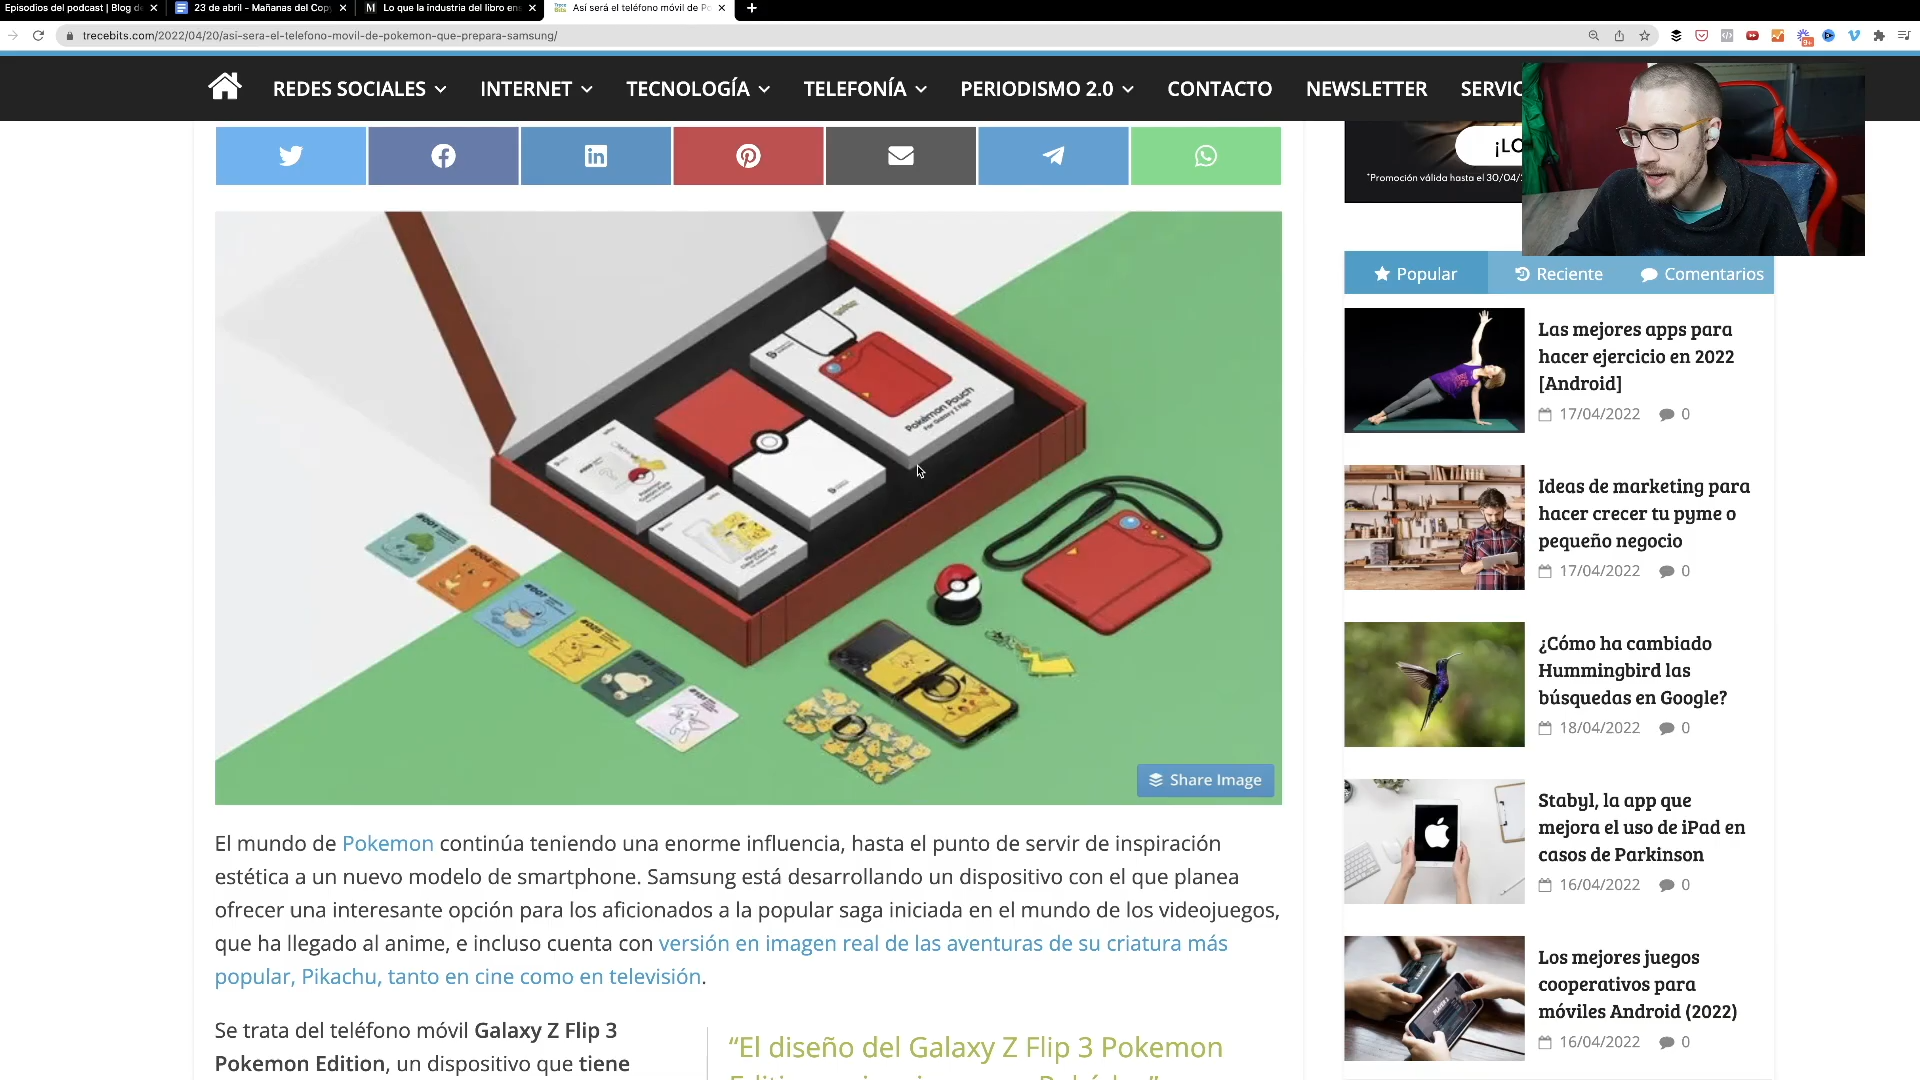 Episodios del podcast | Blog de
23 de abril - Mañanas del Cop
Lo que la industria del libro en
Así será el teléfono móvil de Po
trecebits.com/2022/04/20/asi-sera-el-telefono-movil-de-pokemon-que-prepara-samsung/
REDES SOCIALES
INTERNET
TECNOLOGÍA
TELEFONÍA
PERIODISMO 2.0
CONTACTO
NEWSLETTER
SERVIC
¡LO
*Promoción válida hasta el 30/04/
Pokémon Pouch
For Galaxy Z Flip3
#001
#004
#007
#025
#151
Share Image
El mundo de Pokemon continúa teniendo una enorme influencia, hasta el punto de servir de inspiración
estética a un nuevo modelo de smartphone. Samsung está desarrollando un dispositivo con el que planea
ofrecer una interesante opción para los aficionados a la popular saga iniciada en el mundo de los videojuegos,
que ha llegado al anime, e incluso cuenta con versión en imagen real de las aventuras de su criatura más
popular, Pikachu, tanto en cine como en televisión.
Se trata del teléfono móvil Galaxy Z Flip 3
Pokemon Edition, un dispositivo que tiene
“El diseño del Galaxy Z Flip 3 Pokemon
Popular
Reciente
Comentarios
Las mejores apps para
hacer ejercicio en 2022
[Android]
17/04/2022 0
Ideas de marketing para
hacer crecer tu pyme o
pequeño negocio
17/04/2022 0
¿Cómo ha cambiado
Hummingbird las
búsquedas en Google?
18/04/2022 0
Stabyl, la app que
mejora el uso de iPad en
casos de Parkinson
16/04/2022 0
Los mejores juegos
cooperativos para
móviles Android (2022)
16/04/2022 0